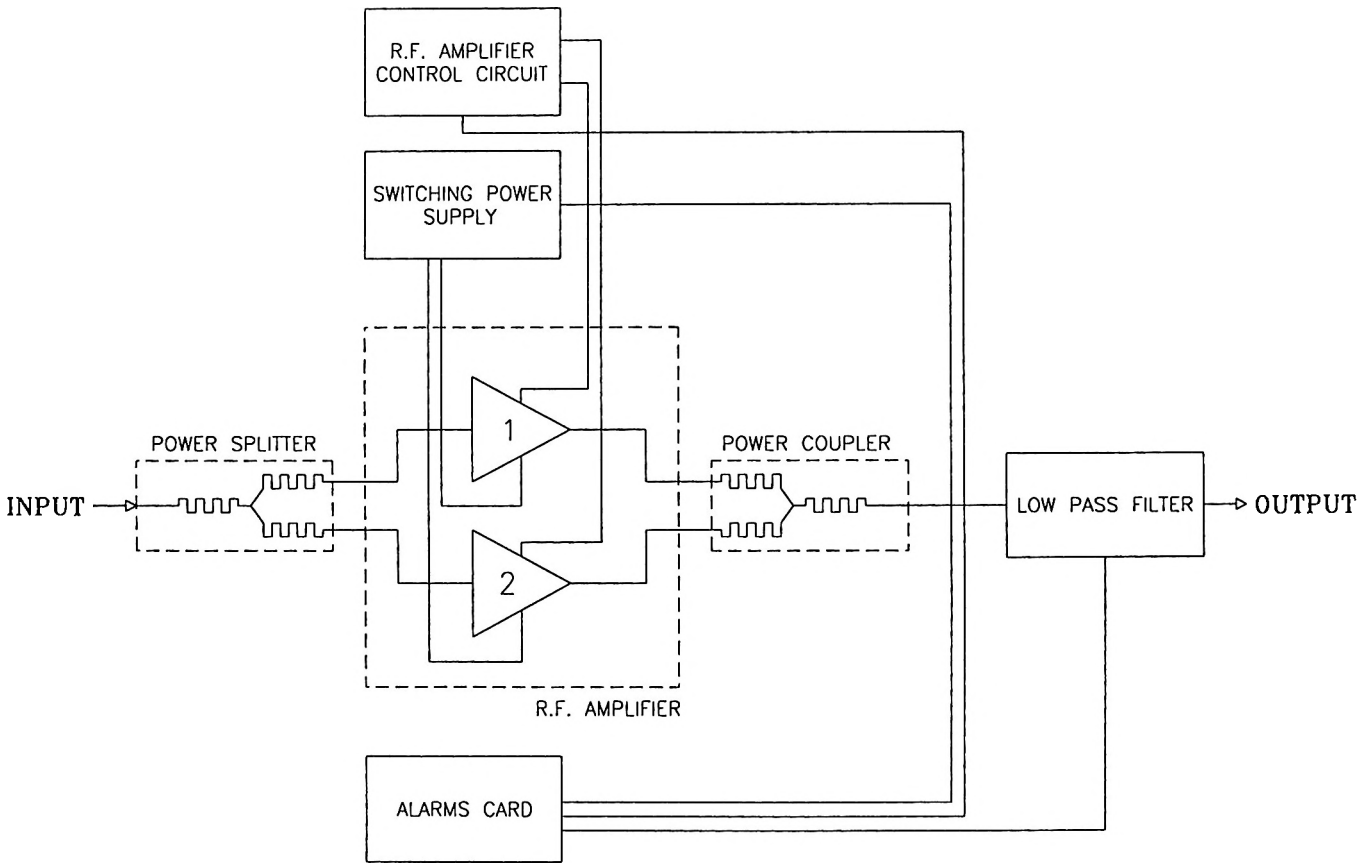 R.F. AMPLIFIER
CONTROL CIRCUIT
SWITCHING POWER
SUPPLY
POWER SPLITTER
1
POWER COUPLER
INPUT
LOW PASS FILTER
OUTPUT
2
R.F. AMPLIFIER
ALARMS CARD